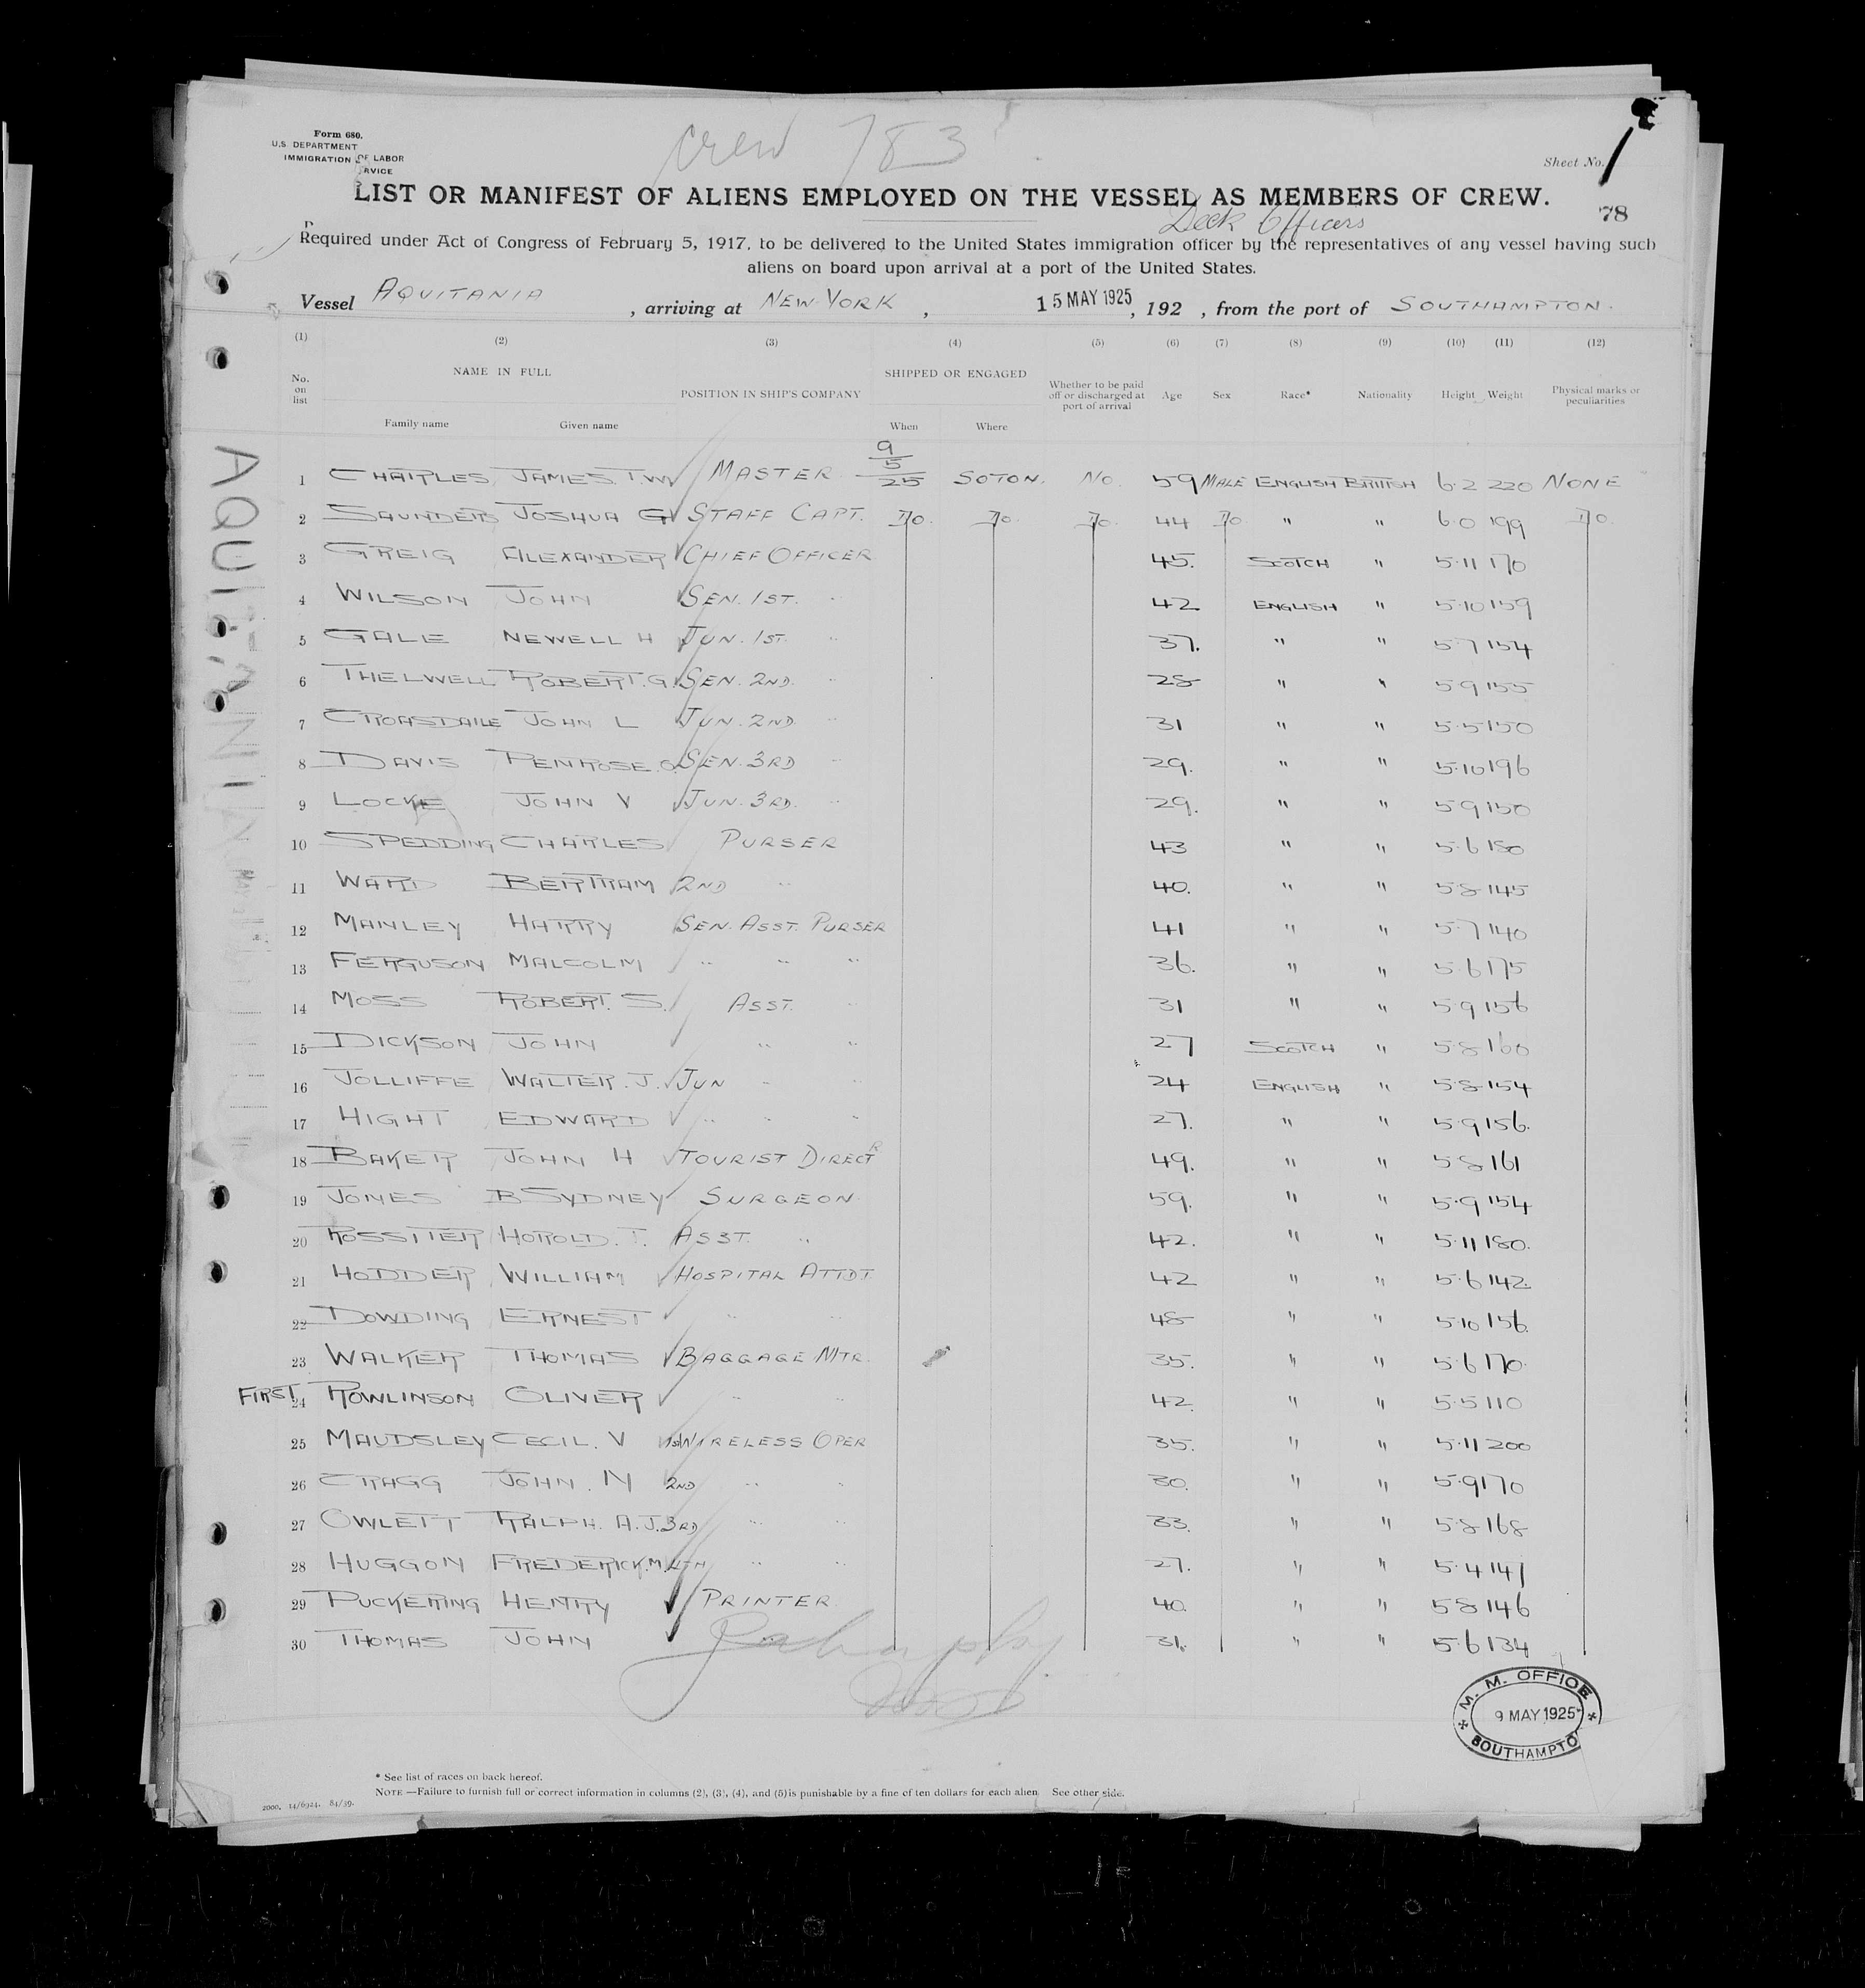 Form 680.
U.S. DEPARTMENT OF LABOR
IMMIGRATION SERVICE
Crew 783
Sheet No. 1
LIST OR MANIFEST OF ALIENS EMPLOYED ON THE VESSEL AS MEMBERS OF CREW.
Deck Officers
78
Required under Act of Congress of February 5, 1917, to be delivered to the United States immigration officer by the representatives of any vessel having such
aliens on board upon arrival at a port of the United States.
Vessel AQUITANIA, arriving at NEW YORK, 15 MAY 1925, 192 , from the port of SOUTHAMPTON.
(1) (2) (3) (4) (5) (6) (7) (8) (9) (10) (11) (12)
No. on list NAME IN FULL POSITION IN SHIP'S COMPANY SHIPPED OR ENGAGED Whether to be paid off or discharged at port of arrival Age Sex Race* Nationality Height Weight Physical marks or peculiarities
Family name Given name When Where
AQUITANIA
1 CHARLES JAMES. T.W. MASTER 9/5/25 SOTON. NO. 59 MALE ENGLISH BRITISH 6.2 220 NONE
2 SAUNDERS JOSHUA G STAFF CAPT. DO. DO. DO. 44 DO. " " 6.0 199 DO.
3 GREIG ALEXANDER CHIEF OFFICER 45. SCOTCH " 5.11 170
4 WILSON JOHN SEN. 1ST. " 42 ENGLISH " 5.10 159
5 GALE NEWELL H JUN. 1ST. " 37. " " 5.7 154
6 THELWELL ROBERT. G. SEN. 2ND. " 28 " " 5.9 155
7 CROASDAILE JOHN L JUN. 2ND. " 31 " " 5.5 150
8 DAVIS PENROSE. O. SEN. 3RD " 29. " " 5.10 196
9 LOCKE JOHN V JUN. 3RD. " 29. " " 5.9 150
10 SPEDDING CHARLES PURSER 43 " " 5.6 180
11 WARD BERTRAM 2ND " 40. " " 5.8 145
12 MANLEY HARRY SEN. ASST. PURSER 41 " " 5.7 140
13 FERGUSON MALCOLM " " " 36. " " 5.6 175
14 MOSS ROBERT. S. ASST. " 31 " " 5.9 156
15 DICKSON JOHN " " 27 SCOTCH " 5.8 160
16 JOLLIFFE WALTER. J. JUN " " 24 ENGLISH " 5.8 154
17 HIGHT EDWARD " " " 27. " " 5.9 156.
18 BAKER JOHN H TOURIST DIRECTR 49. " " 5.8 161
19 JONES B SYDNEY SURGEON 59. " " 5.9 154
20 ROSSITER HOROLD. T. ASST. " 42. " " 5.11 180.
21 HODDER WILLIAM HOSPITAL ATTDT. 42 " " 5.6 142.
22 DOWDING ERNEST " " 48 " " 5.10 156.
23 WALKER THOMAS BAGGAGE MTR. 35. " " 5.6 170.
FIRST. 24 ROWLINSON OLIVER " " 42. " " 5.5 110
25 MAUDSLEY CECIL. V 1ST WIRELESS OPER 35. " " 5.11 200
26 CRAGG JOHN. N 2ND " " 30. " " 5.9 170
27 OWLETT RALPH. A.J. 3RD " " 33. " " 5.8 168
28 HUGGON FREDERICK. M. 4TH " " 27. " " 5.4 141
29 PUCKERING HENRY PRINTER 40. " " 5.8 146
30 THOMAS JOHN " 31. " " 5.6 134
M. M. OFFICE
9 MAY 1925
SOUTHAMPTO
* See list of races on back hereof.
NOTE.—Failure to furnish full or correct information in columns (2), (3), (4), and (5) is punishable by a fine of ten dollars for each alien. See other side.
2000. 14/6924. 84/39.